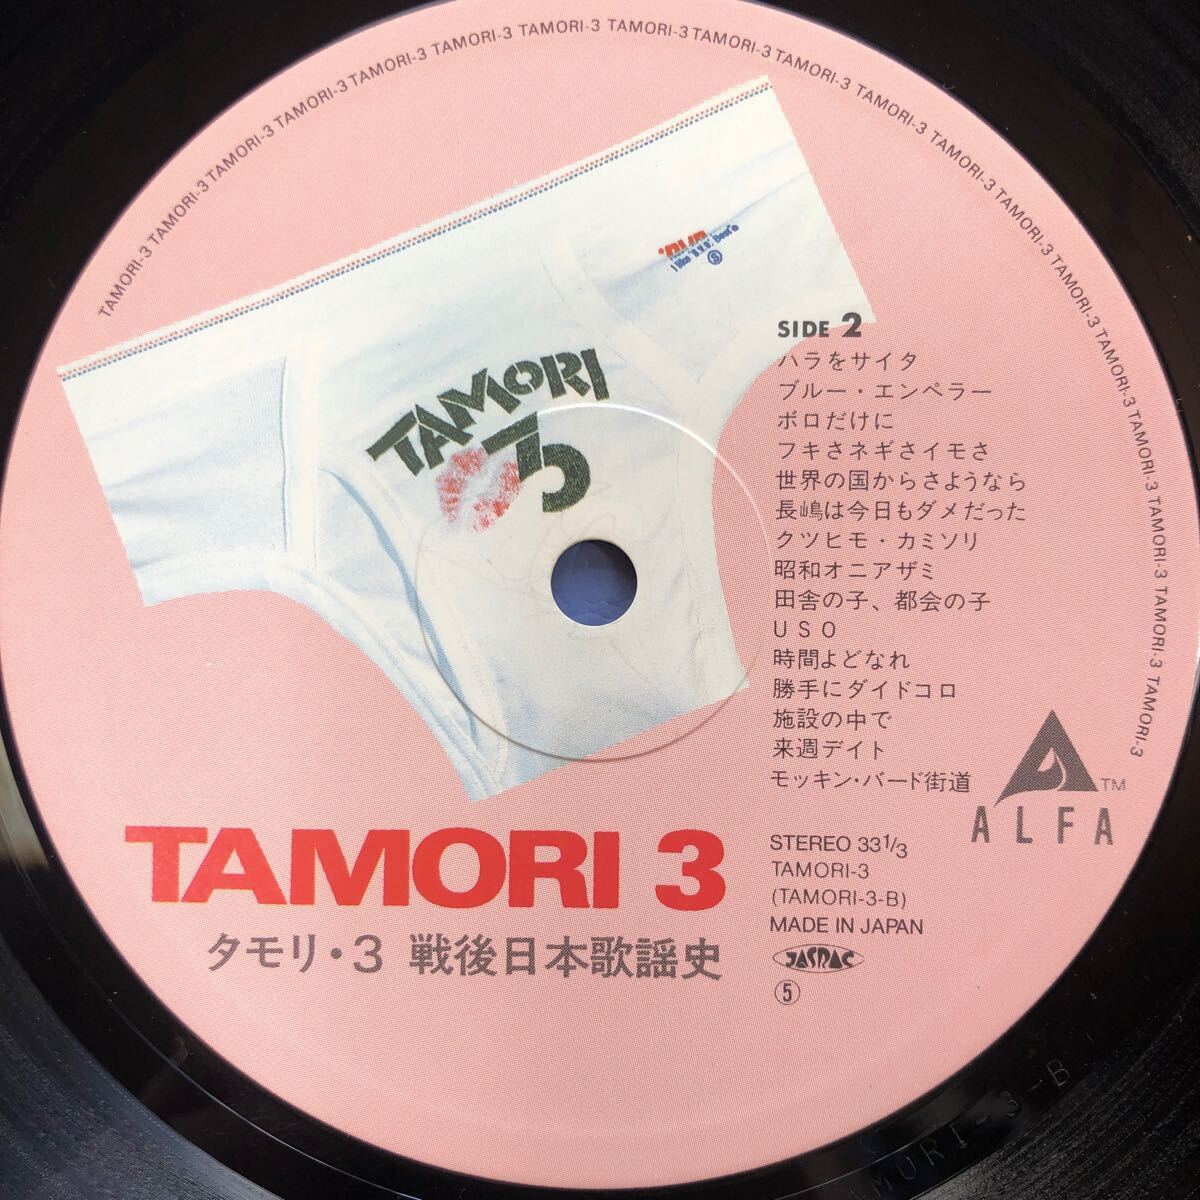 TAMORI-3 TAMORI-3 TAMORI-3 TAMORI-3 TAMORI-3 TAMORI-3 TAMORI-3 TAMORI-3 TAMORI-3 TAMORI-3 TAMORI-3 TAMORI-3 TAMORI-3 TAMORI-3 TAMORI-3 TAMORI-3 TAMORI-3 TAMORI-3 TAMORI-3 TAMORI-3
TAMORI
3
SIDE 2
ハラをサイタ
ブルー・エンペラー
ボロだけに
フキさネギさイモさ
世界の国からさようなら
長嶋は今日もダメだった
クツヒモ・カミソリ
昭和オニアザミ
田舎の子、都会の子
USO
時間よどなれ
勝手にダイドコロ
施設の中で
来週デイト
モッキン・バード街道
TM
ALFA
TAMORI 3
タモリ・3 戦後日本歌謡史
STEREO 33 1/3
TAMORI-3
(TAMORI-3-B)
MADE IN JAPAN
JASRAC
⑤